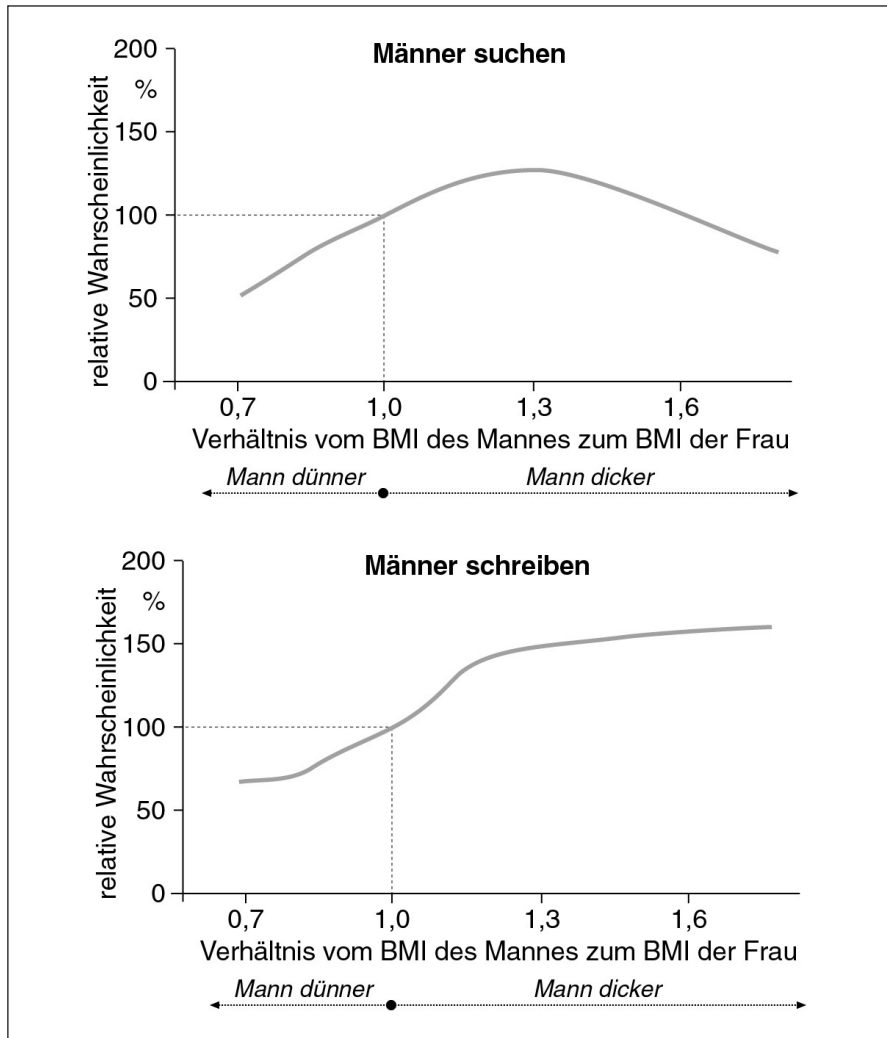 Männer suchen
relative Wahrscheinlichkeit
%
200
150
100
50
0
0,7 1,0 1,3 1,6
Verhältnis vom BMI des Mannes zum BMI der Frau
Mann dünner Mann dicker
Männer schreiben
relative Wahrscheinlichkeit
%
200
150
100
50
0
0,7 1,0 1,3 1,6
Verhältnis vom BMI des Mannes zum BMI der Frau
Mann dünner Mann dicker